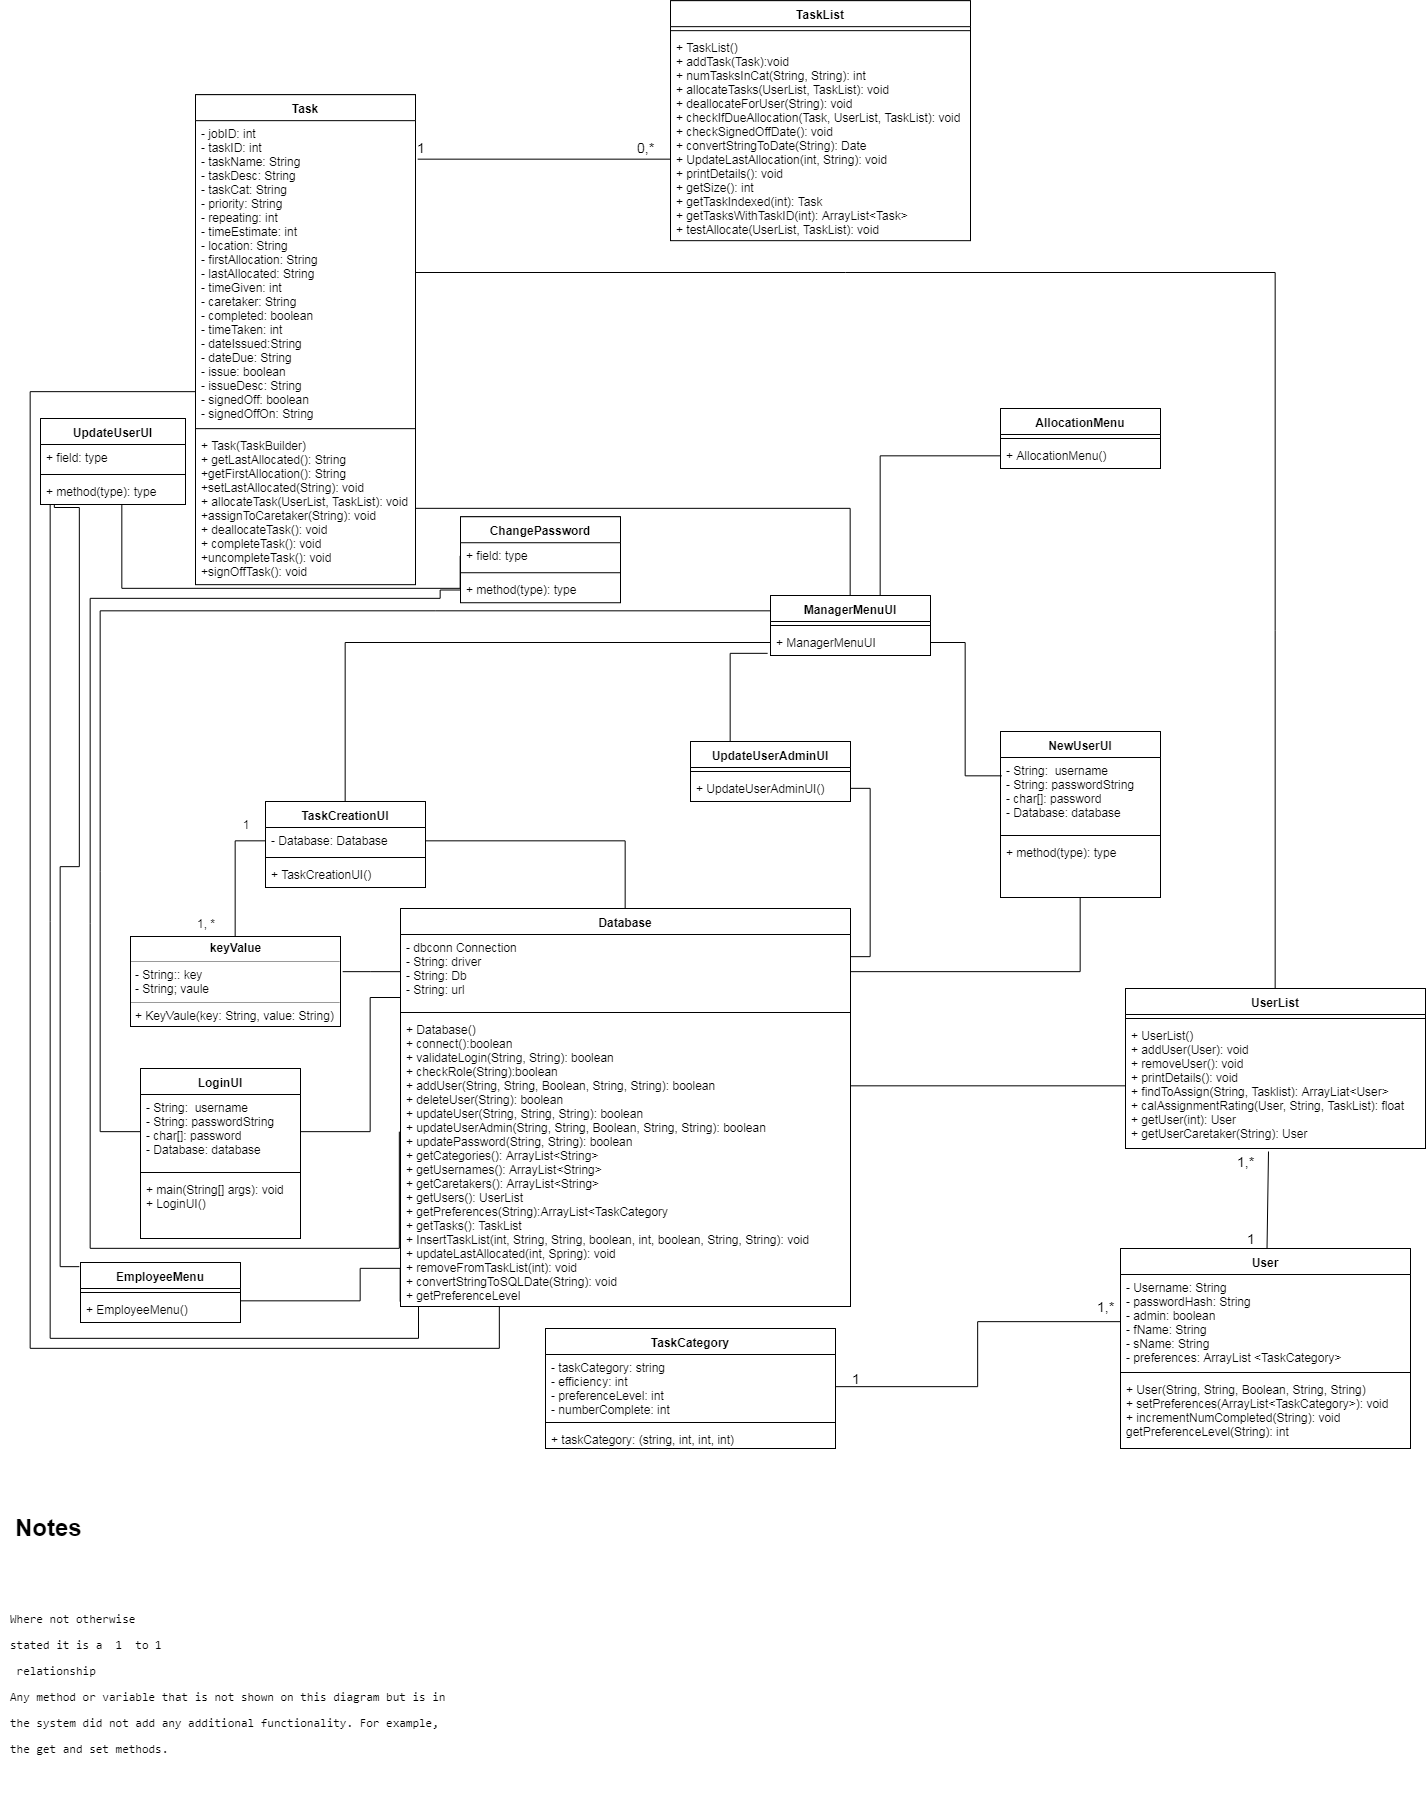 TaskList
+ TaskList()
+ addTask(Task):void
+ numTasksInCat(String, String): int
+ allocateTasks(UserList, TaskList): void
+ deallocateForUser(String): void
+ checkIfDueAllocation(Task, UserList, TaskList): void
+ checkSignedOffDate(): void
+ convertStringToDate(String): Date
+ UpdateLastAllocation(int, String): void
+ printDetails(): void
+ getSize(): int
+ getTaskIndexed(int): Task
+ getTasksWithTaskID(int): ArrayList<Task>
+ testAllocate(UserList, TaskList): void
Task
- jobID: int
- taskID: int
- taskName: String
- taskDesc: String
- taskCat: String
- priority: String
- repeating: int
- timeEstimate: int
- location: String
- firstAllocation: String
- lastAllocated: String
- timeGiven: int
- caretaker: String
- completed: boolean
- timeTaken: int
- dateIssued:String
- dateDue: String
- issue: boolean
- issueDesc: String
- signedOff: boolean
- signedOffOn: String
+ Task(TaskBuilder)
+ getLastAllocated(): String
+getFirstAllocation(): String
+setLastAllocated(String): void
+ allocateTask(UserList, TaskList): void
+assignToCaretaker(String): void
+ deallocateTask(): void
+ completeTask(): void
+uncompleteTask(): void
+signOffTask(): void
1
0,*
UpdateUserUI
+ field: type
+ method(type): type
AllocationMenu
+ AllocationMenu()
ChangePassword
+ field: type
+ method(type): type
ManagerMenuUI
+ ManagerMenuUI
UpdateUserAdminUI
+ UpdateUserAdminUI()
NewUserUI
- String:  username
- String: passwordString
- char[]: password
- Database: database
+ method(type): type
TaskCreationUI
- Database: Database
+ TaskCreationUI()
1
1, *
keyValue
- String:: key
- String; vaule
+ KeyVaule(key: String, value: String)
Database
- dbconn Connection
- String: driver
- String: Db
- String: url
+ Database()
+ connect():boolean
+ validateLogin(String, String): boolean
+ checkRole(String):boolean
+ addUser(String, String, Boolean, String, String): boolean
+ deleteUser(String): boolean
+ updateUser(String, String, String): boolean
+ updateUserAdmin(String, String, Boolean, String, String): boolean
+ updatePassword(String, String): boolean
+ getCategories(): ArrayList<String>
+ getUsernames(): ArrayList<String>
+ getCaretakers(): ArrayList<String>
+ getUsers(): UserList
+ getPreferences(String):ArrayList<TaskCategory
+ getTasks(): TaskList
+ InsertTaskList(int, String, String, boolean, int, boolean, String, String): void
+ updateLastAllocated(int, Spring): void
+ removeFromTaskList(int): void
+ convertStringToSQLDate(String): void
+ getPreferenceLevel
UserList
+ UserList()
+ addUser(User): void
+ removeUser(): void
+ printDetails(): void
+ findToAssign(String, Tasklist): ArrayLiat<User>
+ calAssignmentRating(User, String, TaskList): float
+ getUser(int): User
+ getUserCaretaker(String): User
LoginUI
- String:  username
- String: passwordString
- char[]: password
- Database: database
+ main(String[] args): void
+ LoginUI()
1,*
1
EmployeeMenu
+ EmployeeMenu()
User
- Username: String
- passwordHash: String
- admin: boolean
- fName: String
- sName: String
- preferences: ArrayList <TaskCategory>
+ User(String, String, Boolean, String, String)
+ setPreferences(ArrayList<TaskCategory>): void
+ incrementNumCompleted(String): void
getPreferenceLevel(String): int
1,*
1
TaskCategory
- taskCategory: string
- efficiency: int
- preferenceLevel: int
- numberComplete: int
+ taskCategory: (string, int, int, int)
Notes
Where not otherwise
stated it is a  1  to 1
relationship
Any method or variable that is not shown on this diagram but is in
the system did not add any additional functionality. For example,
the get and set methods.